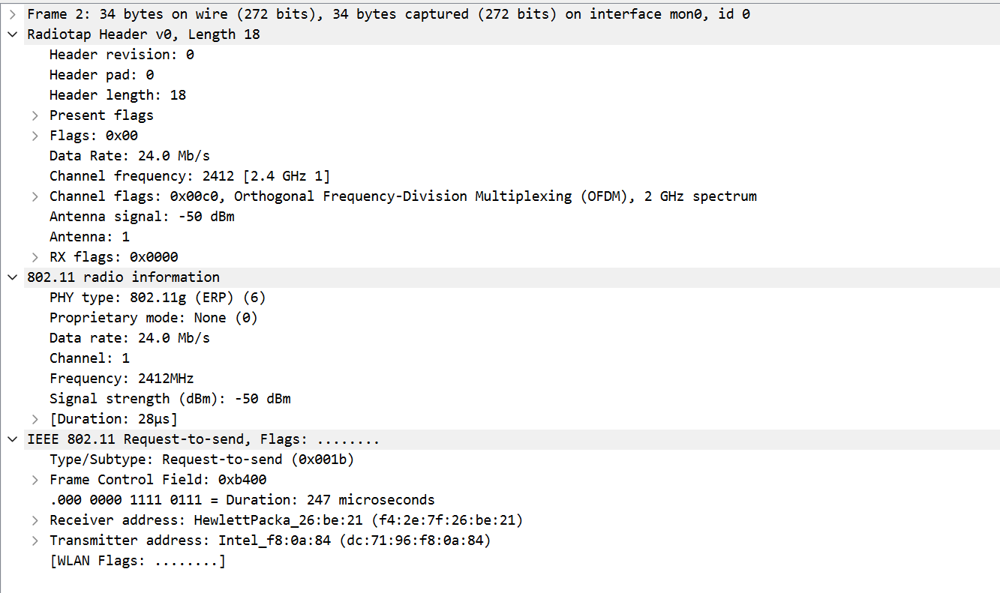 Frame 2: 34 bytes on wire (272 bits), 34 bytes captured (272 bits) on interface mon0, id 0
Radiotap Header v0, Length 18
Header revision: 0
Header pad: 0
Header length: 18
Present flags
Flags: 0x00
Data Rate: 24.0 Mb/s
Channel frequency: 2412 [2.4 GHz 1]
Channel flags: 0x00c0, Orthogonal Frequency-Division Multiplexing (OFDM), 2 GHz spectrum
Antenna signal: -50 dBm
Antenna: 1
RX flags: 0x0000
802.11 radio information
PHY type: 802.11g (ERP) (6)
Proprietary mode: None (0)
Data rate: 24.0 Mb/s
Channel: 1
Frequency: 2412MHz
Signal strength (dBm): -50 dBm
[Duration: 28µs]
IEEE 802.11 Request-to-send, Flags: ........
Type/Subtype: Request-to-send (0x001b)
Frame Control Field: 0xb400
.000 0000 1111 0111 = Duration: 247 microseconds
Receiver address: HewlettPacka_26:be:21 (f4:2e:7f:26:be:21)
Transmitter address: Intel_f8:0a:84 (dc:71:96:f8:0a:84)
[WLAN Flags: ........]